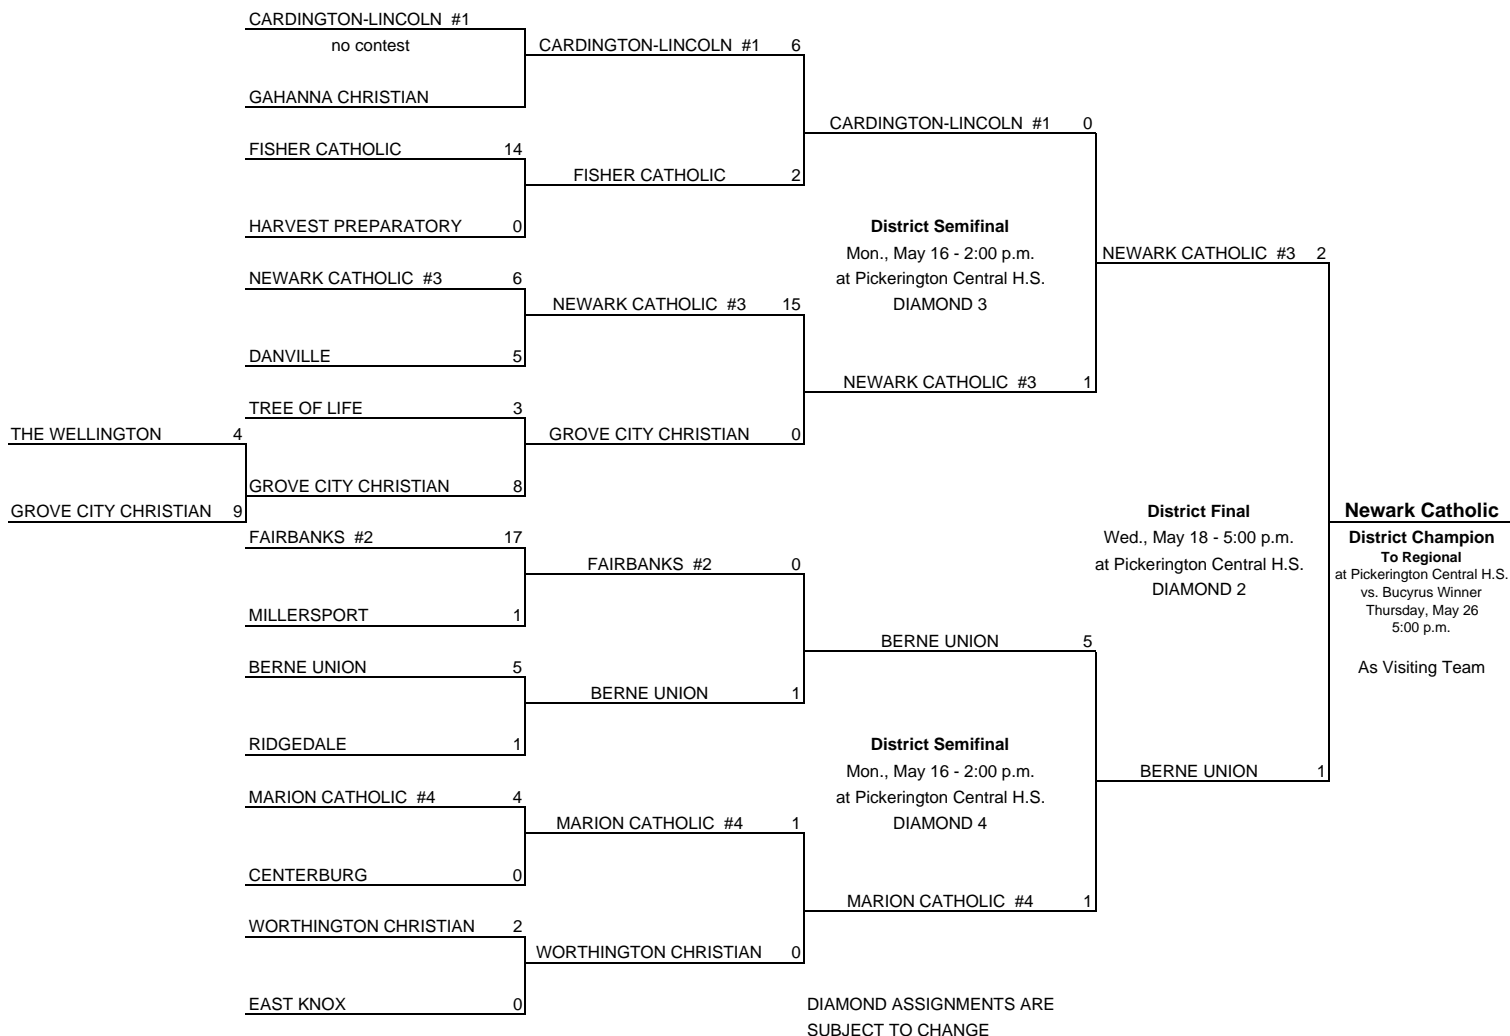 CARDINGTON-LINCOLN #1
no contest
CARDINGTON-LINCOLN #1 6
GAHANNA CHRISTIAN
CARDINGTON-LINCOLN #1 0
FISHER CATHOLIC 14
FISHER CATHOLIC 2
HARVEST PREPARATORY 0
District Semifinal
Mon., May 16 - 2:00 p.m.
at Pickerington Central H.S.
DIAMOND 3
NEWARK CATHOLIC #3 2
NEWARK CATHOLIC #3 6
NEWARK CATHOLIC #3 15
DANVILLE 5
NEWARK CATHOLIC #3 1
TREE OF LIFE 3
THE WELLINGTON 4
GROVE CITY CHRISTIAN 0
GROVE CITY CHRISTIAN 8
GROVE CITY CHRISTIAN 9
District Final
Wed., May 18 - 5:00 p.m.
at Pickerington Central H.S.
DIAMOND 2
Newark Catholic
District Champion
To Regional
at Pickerington Central H.S.
vs. Bucyrus Winner
Thursday, May 26
5:00 p.m.
As Visiting Team
FAIRBANKS #2 17
FAIRBANKS #2 0
MILLERSPORT 1
BERNE UNION 5
BERNE UNION 5
BERNE UNION 1
RIDGEDALE 1
District Semifinal
Mon., May 16 - 2:00 p.m.
at Pickerington Central H.S.
DIAMOND 4
BERNE UNION 1
MARION CATHOLIC #4 4
MARION CATHOLIC #4 1
CENTERBURG 0
MARION CATHOLIC #4 1
WORTHINGTON CHRISTIAN 2
WORTHINGTON CHRISTIAN 0
EAST KNOX 0
DIAMOND ASSIGNMENTS ARE
SUBJECT TO CHANGE